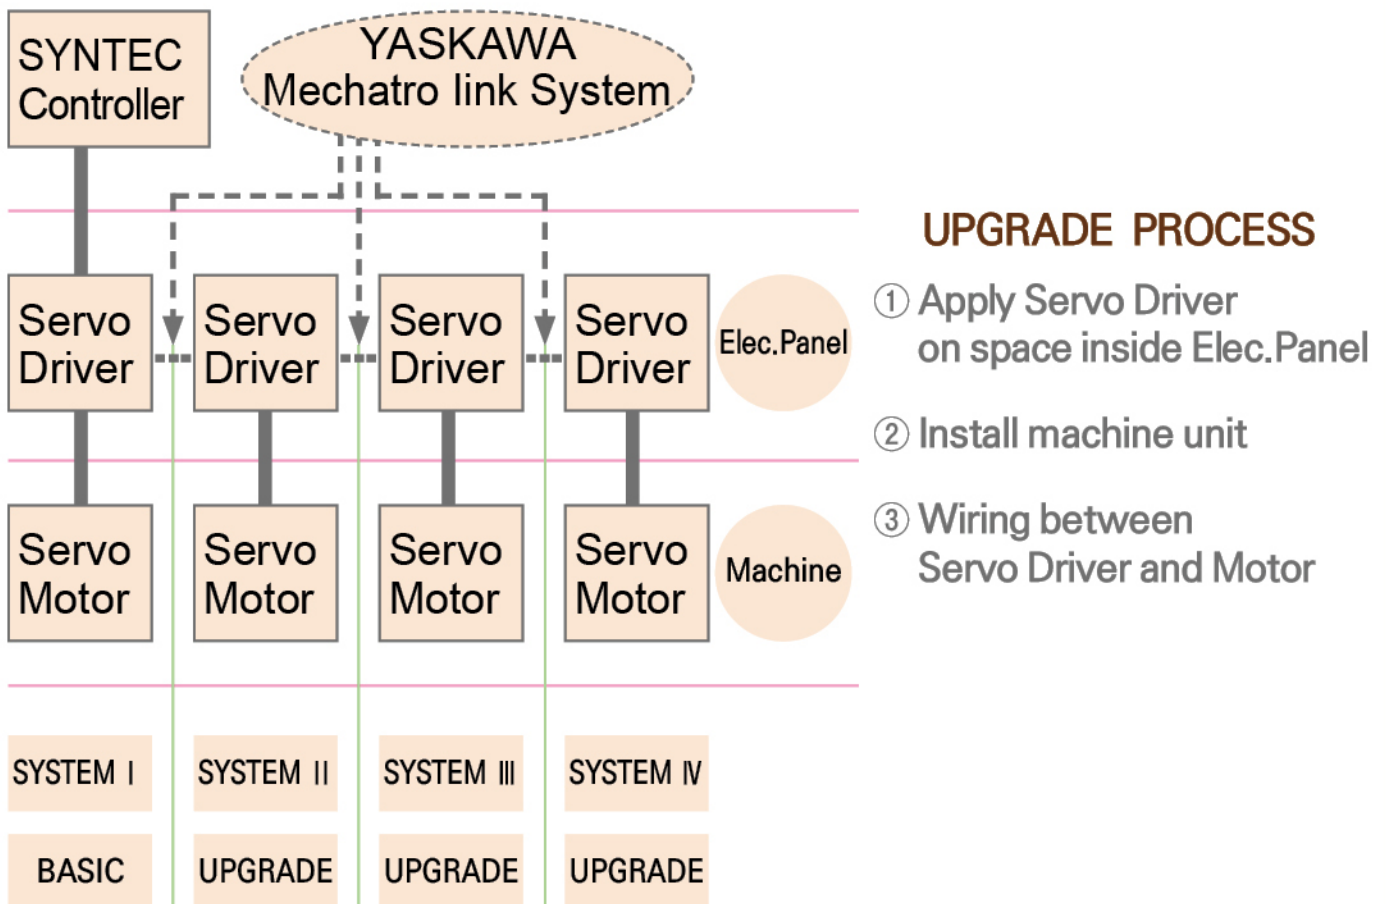 SYNTEC
Controller
YASKAWA
Mechatro link System
Servo
Driver
Servo
Driver
Servo
Driver
Servo
Driver
Elec.Panel
Servo
Motor
Servo
Motor
Servo
Motor
Servo
Motor
Machine
SYSTEM Ⅰ
SYSTEM Ⅱ
SYSTEM Ⅲ
SYSTEM Ⅳ
BASIC
UPGRADE
UPGRADE
UPGRADE
UPGRADE PROCESS
① Apply Servo Driver
on space inside Elec.Panel
② Install machine unit
③ Wiring between
Servo Driver and Motor